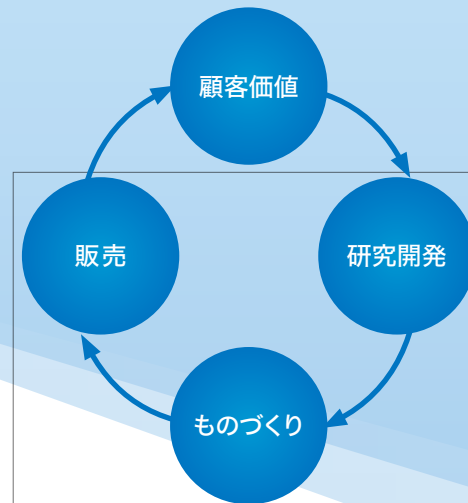 顧客価値
販売
研究開発
ものづくり